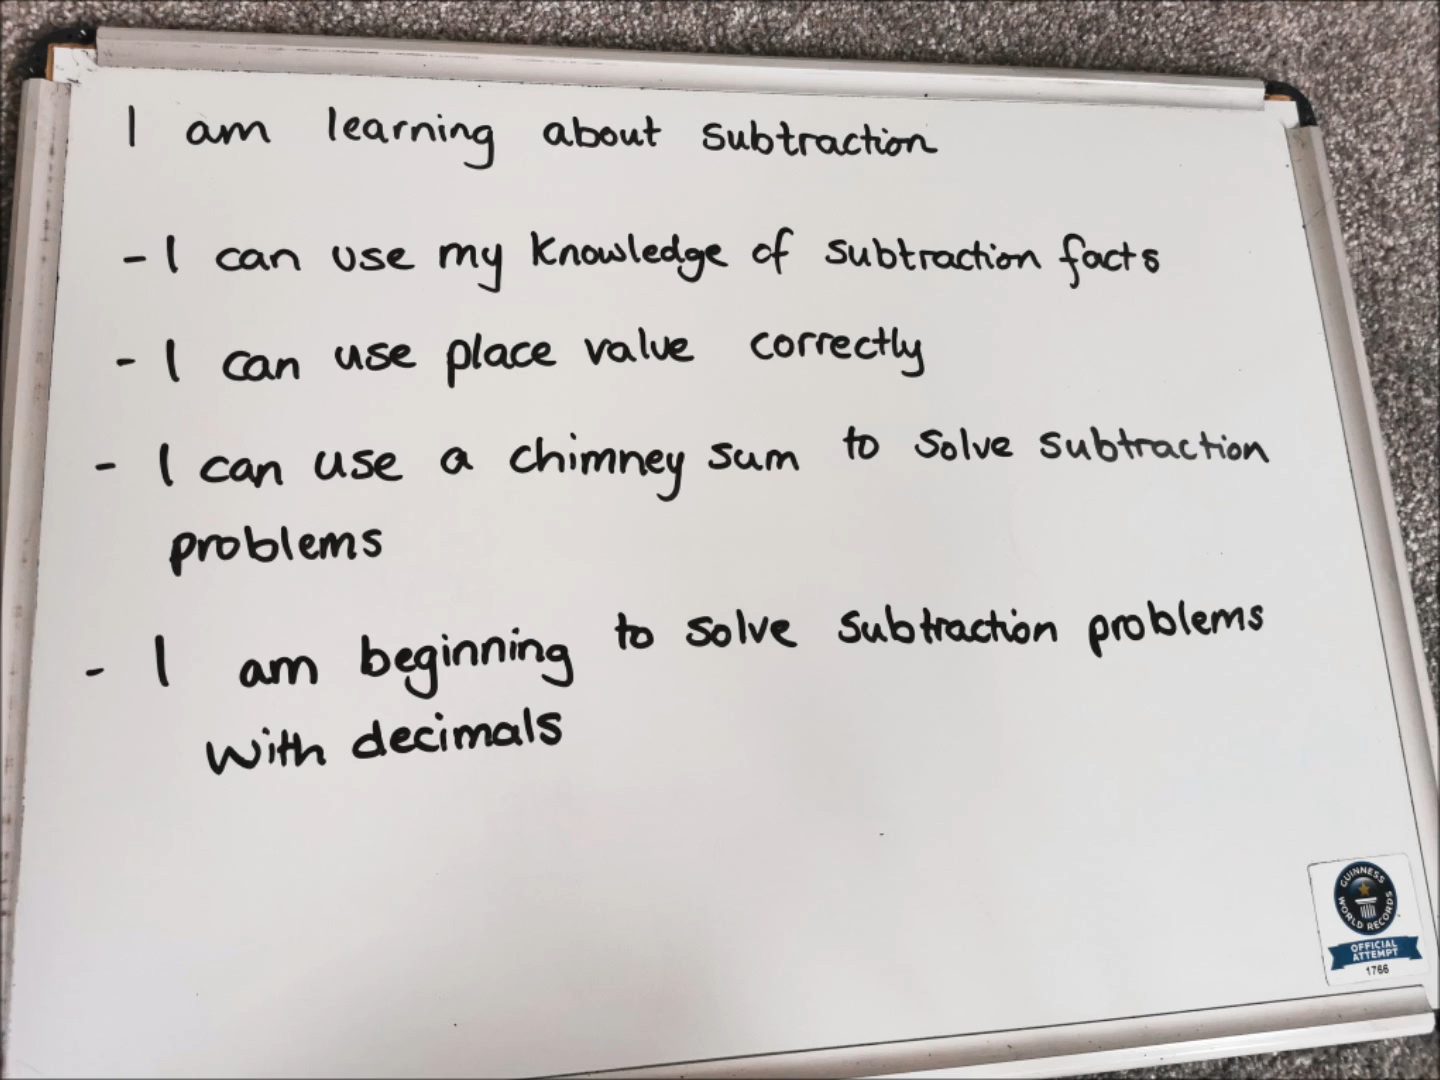 I am learning about subtraction
- I can use my knowledge of subtraction facts
- I can use place value correctly
- I can use a chimney sum to solve subtraction
problems
- I am beginning to solve subtraction problems
with decimals
GUINNESS
WORLD RECORDS
OFFICIAL
ATTEMPT
1766